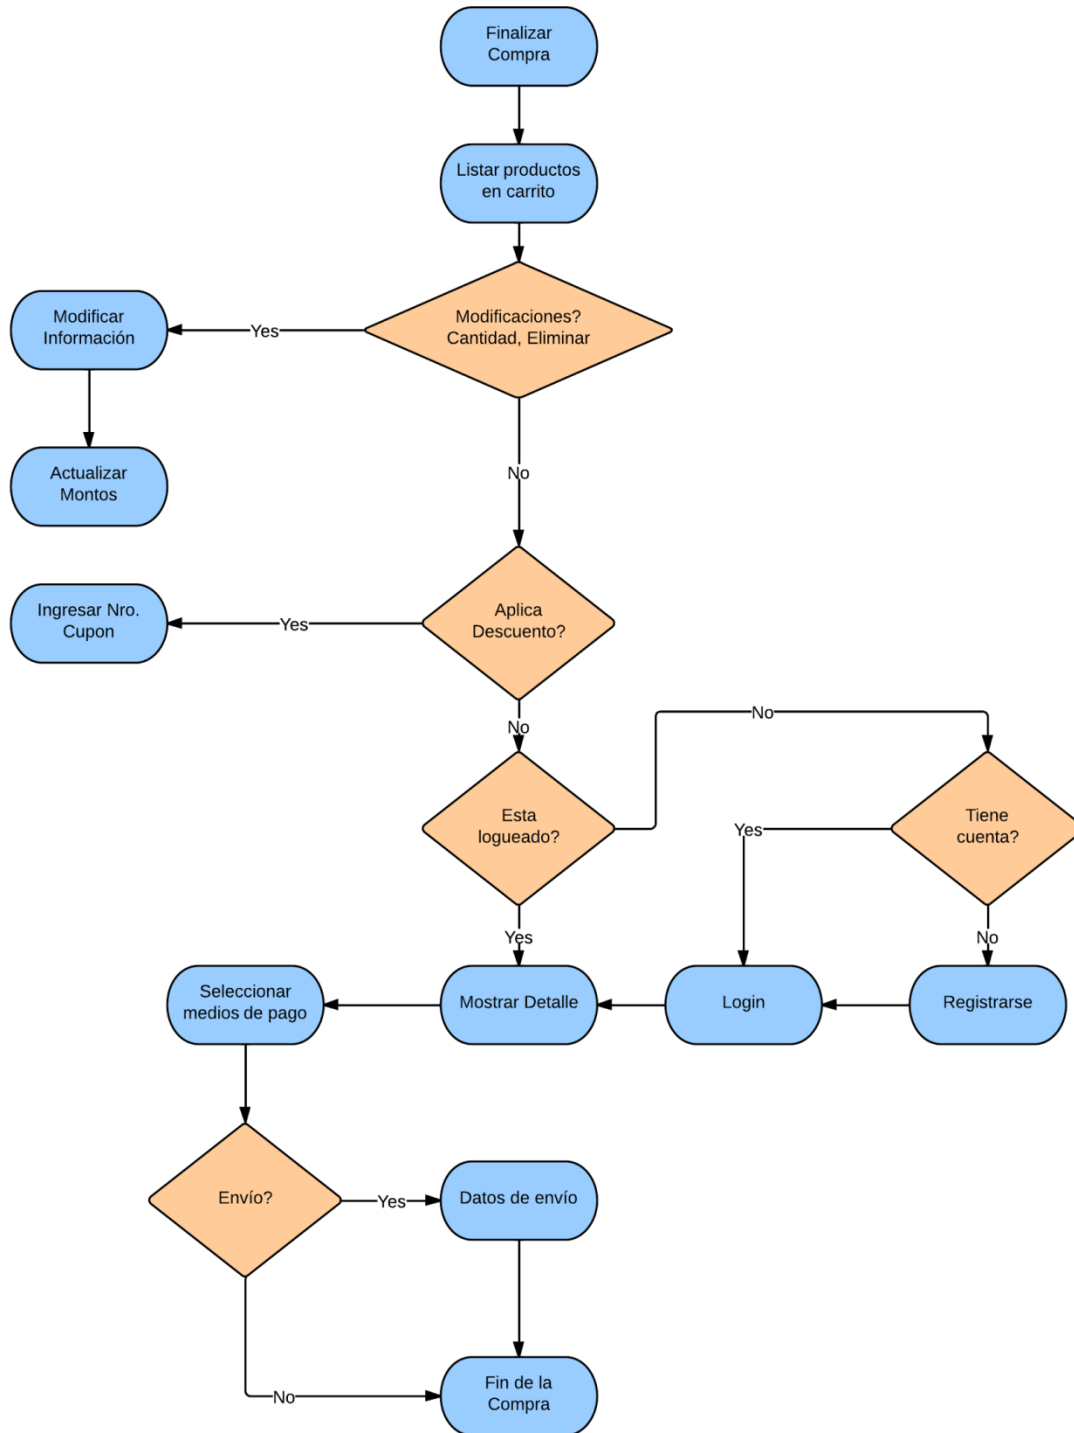 Finalizar
Compra
Listar productos
en carrito
Modificaciones?
Cantidad, Eliminar
Yes
Modificar
Información
Actualizar
Montos
No
Aplica
Descuento?
Yes
Ingresar Nro.
Cupon
No
Esta
logueado?
No
Tiene
cuenta?
Yes
No
Yes
Registrarse
Login
Mostrar Detalle
Seleccionar
medios de pago
Envío?
Yes
Datos de envío
No
Fin de la
Compra